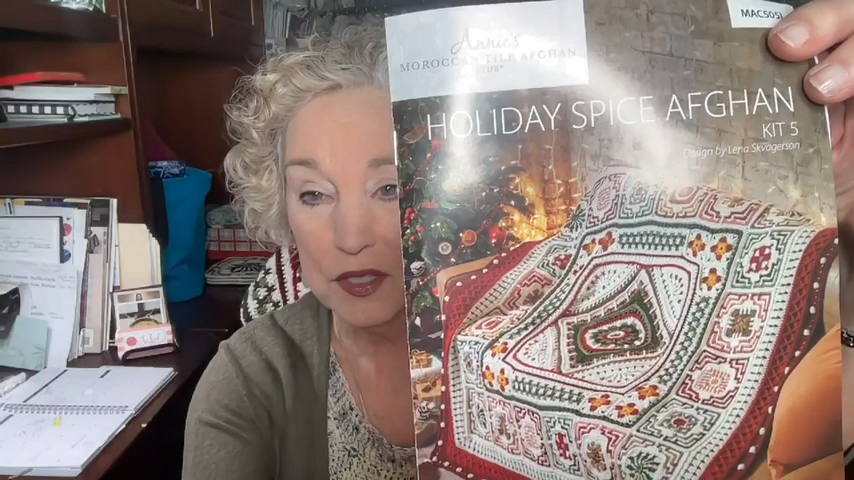 MAC5051
Annie's
MOROCCAN TILE AFGHAN
HOLIDAY SPICE AFGHAN
KIT 5
Design by Lena Skvagerson